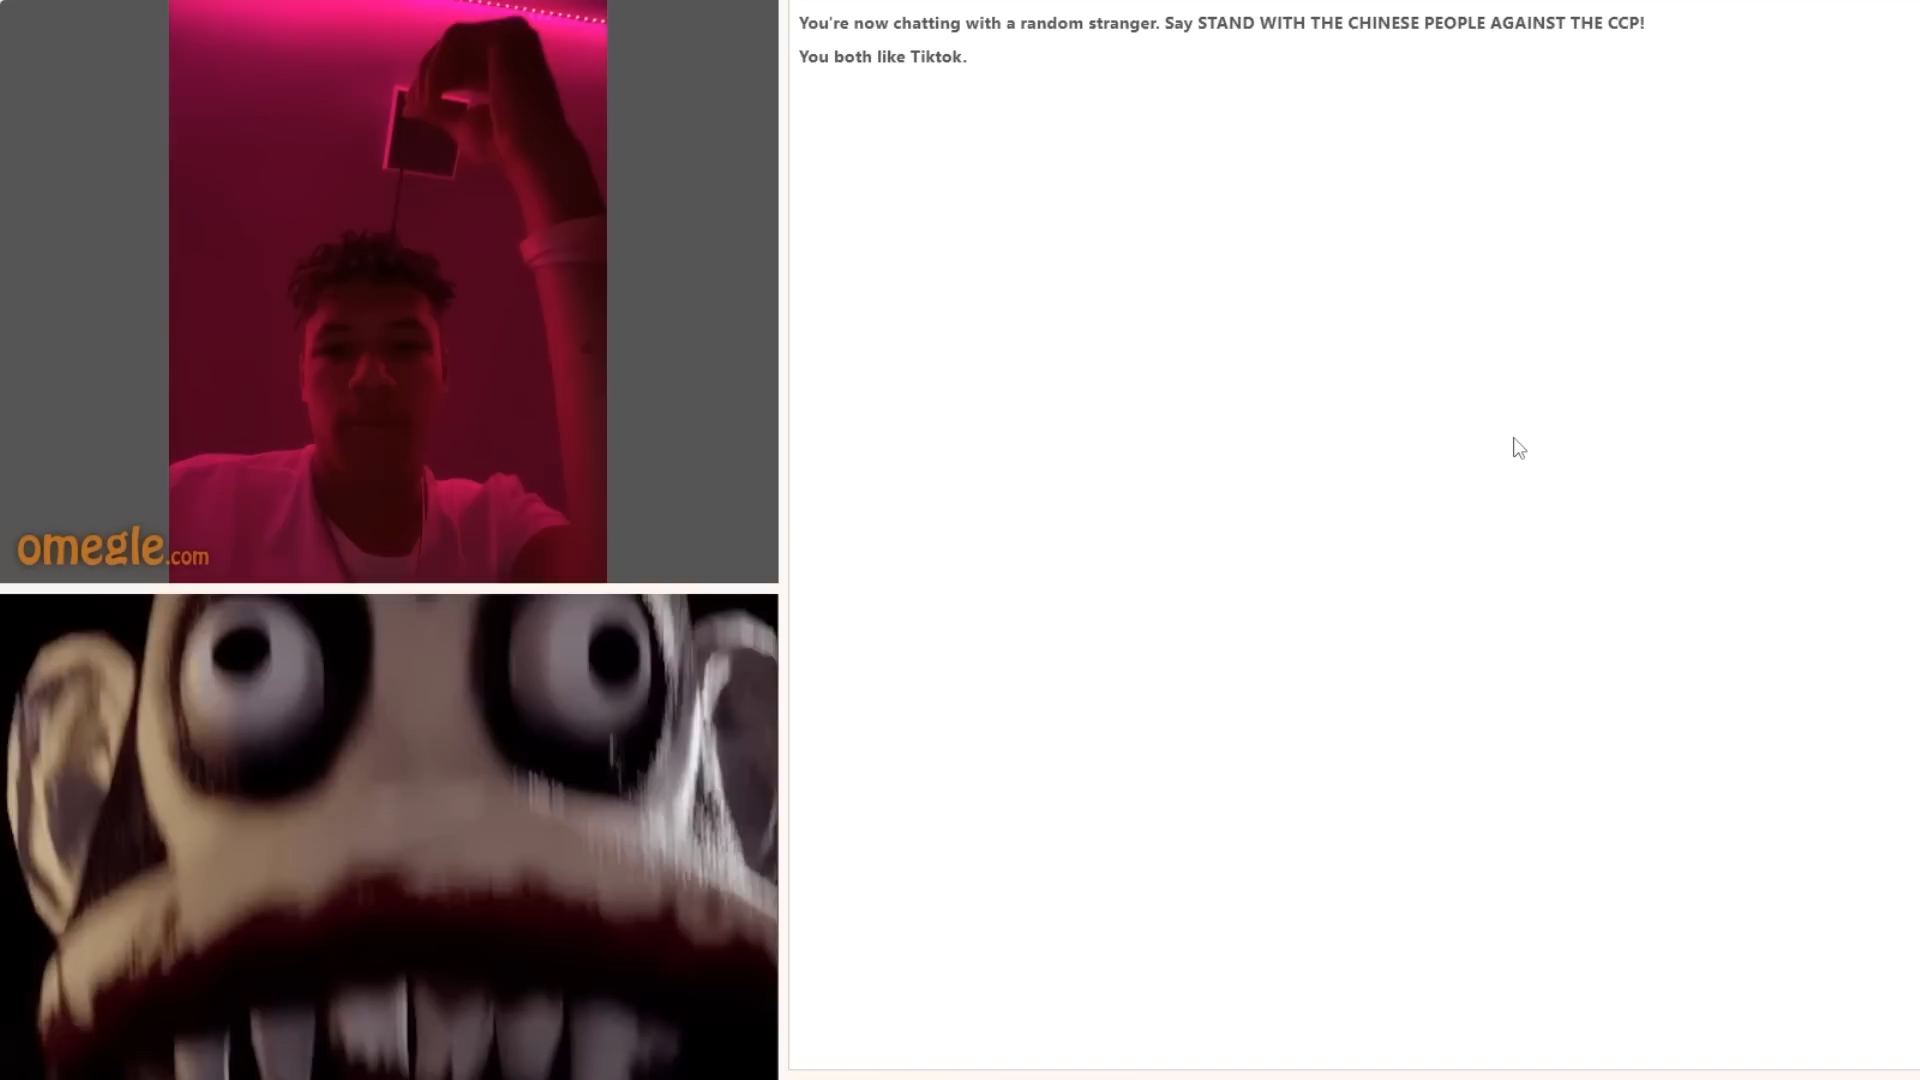 You're now chatting with a random stranger. Say STAND WITH THE CHINESE PEOPLE AGAINST THE CCP!
You both like Tiktok.
omegle.com